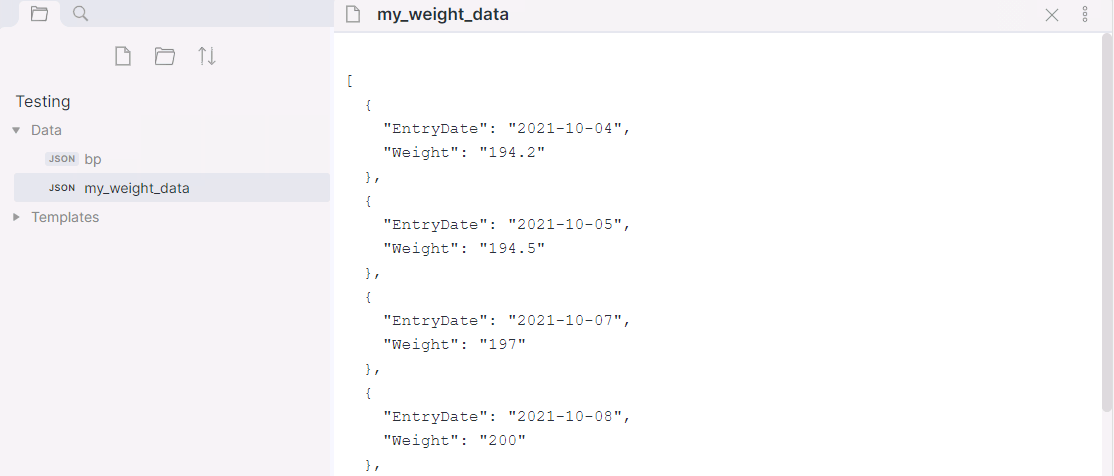 Testing
Data
JSON bp
JSON my_weight_data
Templates
my_weight_data
[
  {
    "EntryDate": "2021-10-04",
    "Weight": "194.2"
  },
  {
    "EntryDate": "2021-10-05",
    "Weight": "194.5"
  },
  {
    "EntryDate": "2021-10-07",
    "Weight": "197"
  },
  {
    "EntryDate": "2021-10-08",
    "Weight": "200"
  },